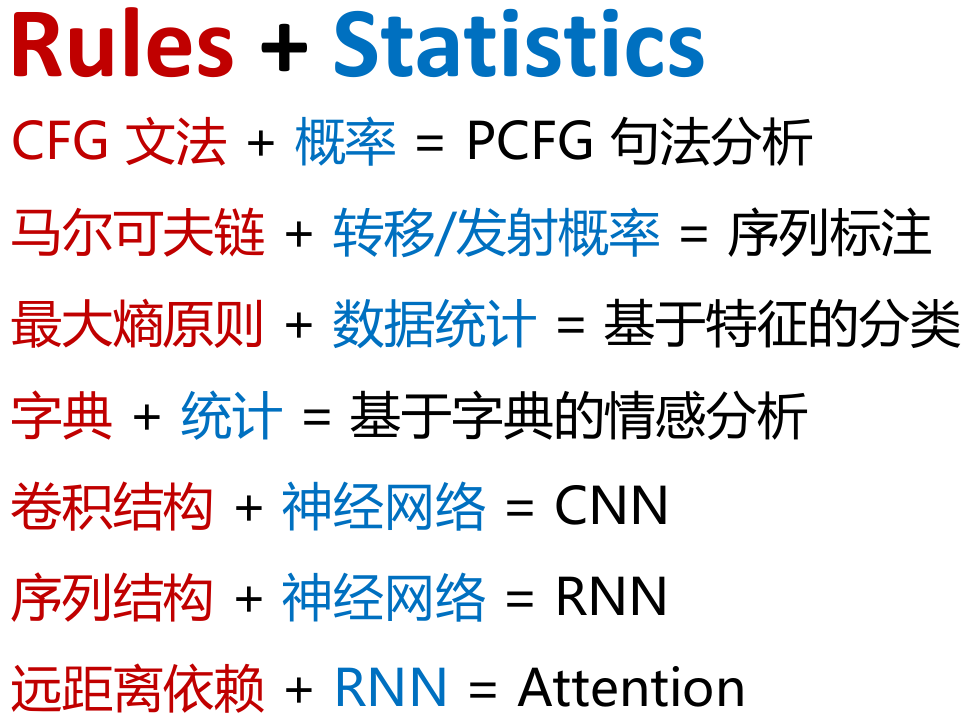 Rules + Statistics
CFG 文法 + 概率 = PCFG 句法分析
马尔可夫链 + 转移/发射概率 = 序列标注
最大熵原则 + 数据统计 = 基于特征的分类
字典 + 统计 = 基于字典的情感分析
卷积结构 + 神经网络 = CNN
序列结构 + 神经网络 = RNN
远距离依赖 + RNN = Attention